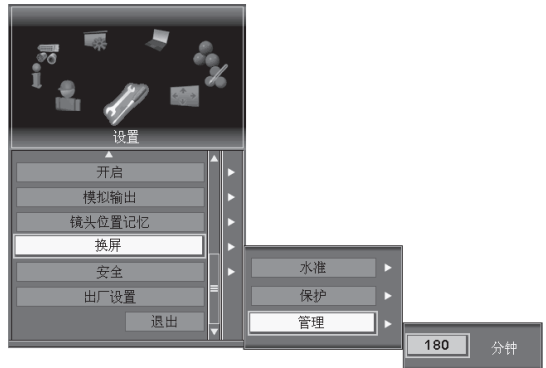 设置
开启
模拟输出
镜头位置记忆
换屏
安全
出厂设置
退出
水准
保护
管理
180 分钟